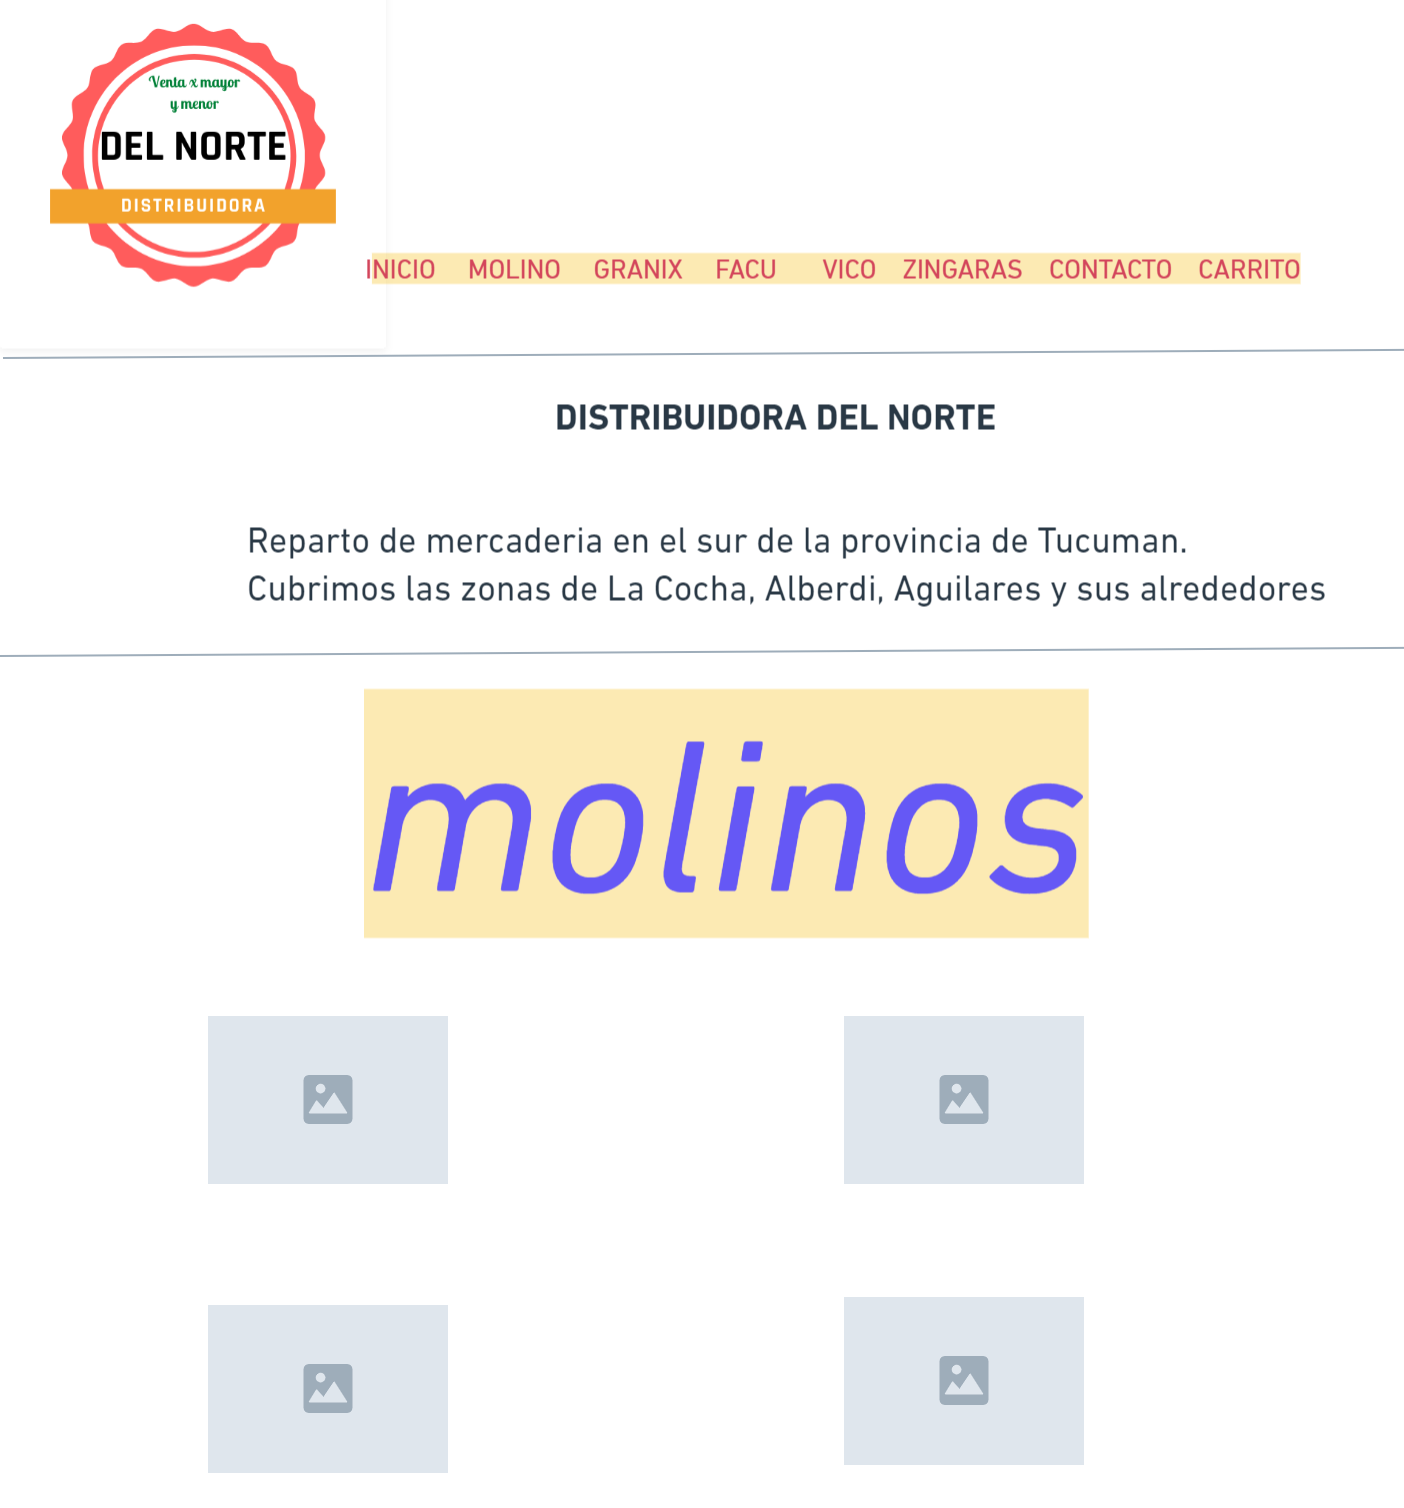 Venta x mayor
y menor
DEL NORTE
DISTRIBUIDORA
INICIO MOLINO GRANIX FACU VICO ZINGARAS CONTACTO CARRITO
DISTRIBUIDORA DEL NORTE
Reparto de mercaderia en el sur de la provincia de Tucuman.
Cubrimos las zonas de La Cocha, Alberdi, Aguilares y sus alrededores
molinos